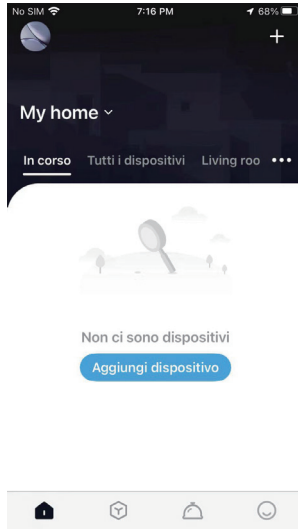 No SIM 7:16 PM 68%
+
My home
In corso Tutti i dispositivi Living roo •••
Non ci sono dispositivi
Aggiungi dispositivo